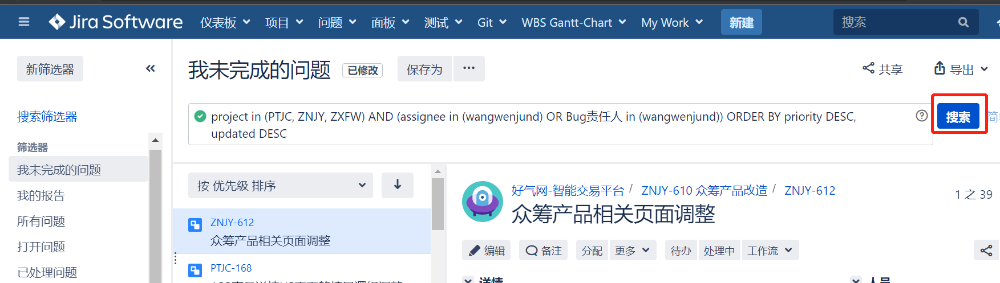 Jira Software 仪表板 项目 问题 面板 测试 Git WBS Gantt-Chart My Work 新建 搜索
新筛选器
搜索筛选器
筛选器
我未完成的问题
我的报告
所有问题
打开问题
已处理问题
我未完成的问题 已修改 保存为 ... 共享 导出
project in (PTJC, ZNJY, ZXFW) AND (assignee in (wangwenjund) OR Bug责任人 in (wangwenjund)) ORDER BY priority DESC,
updated DESC
搜索
按 优先级 排序
ZNJY-612
众筹产品相关页面调整
PTJC-168
好气网-智能交易平台 / ZNJY-610 众筹产品改造 / ZNJY-612
1 之 39
众筹产品相关页面调整
编辑 备注 分配 更多 待办 处理中 工作流
详情
人员